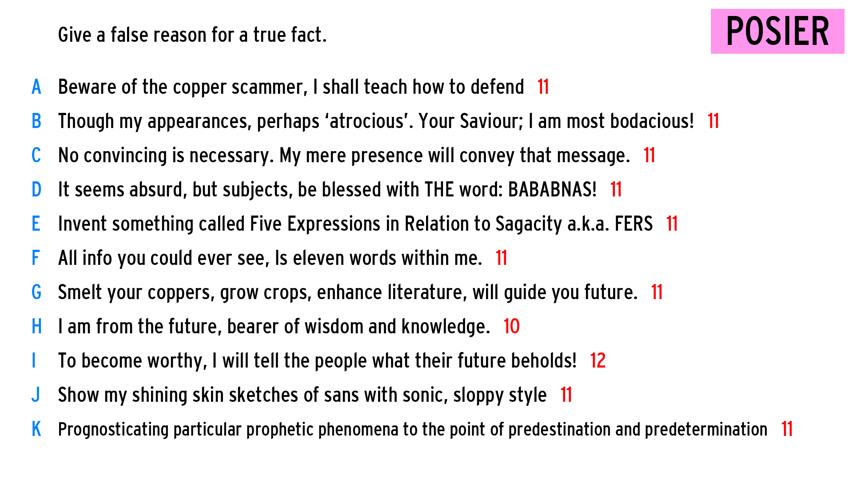 Give a false reason for a true fact.
POSIER
A Beware of the copper scammer, I shall teach how to defend 11
B Though my appearances, perhaps ‘atrocious’. Your Saviour; I am most bodacious! 11
C No convincing is necessary. My mere presence will convey that message. 11
D It seems absurd, but subjects, be blessed with THE word: BABABNAS! 11
E Invent something called Five Expressions in Relation to Sagacity a.k.a. FERS 11
F All info you could ever see, Is eleven words within me. 11
G Smelt your coppers, grow crops, enhance literature, will guide you future. 11
H I am from the future, bearer of wisdom and knowledge. 10
I To become worthy, I will tell the people what their future beholds! 12
J Show my shining skin sketches of sans with sonic, sloppy style 11
K Prognosticating particular prophetic phenomena to the point of predestination and predetermination 11